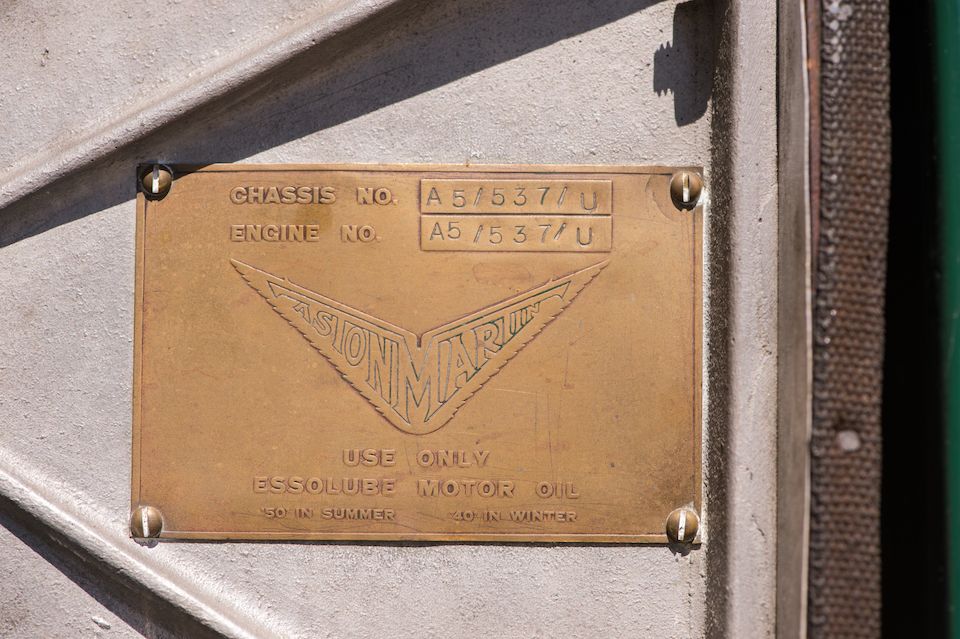 CHASSIS NO. A5/537/U
ENGINE NO. A5/537/U
ASTON MARTIN
USE ONLY
ESSOLUBE MOTOR OIL
'50' IN SUMMER '40' IN WINTER